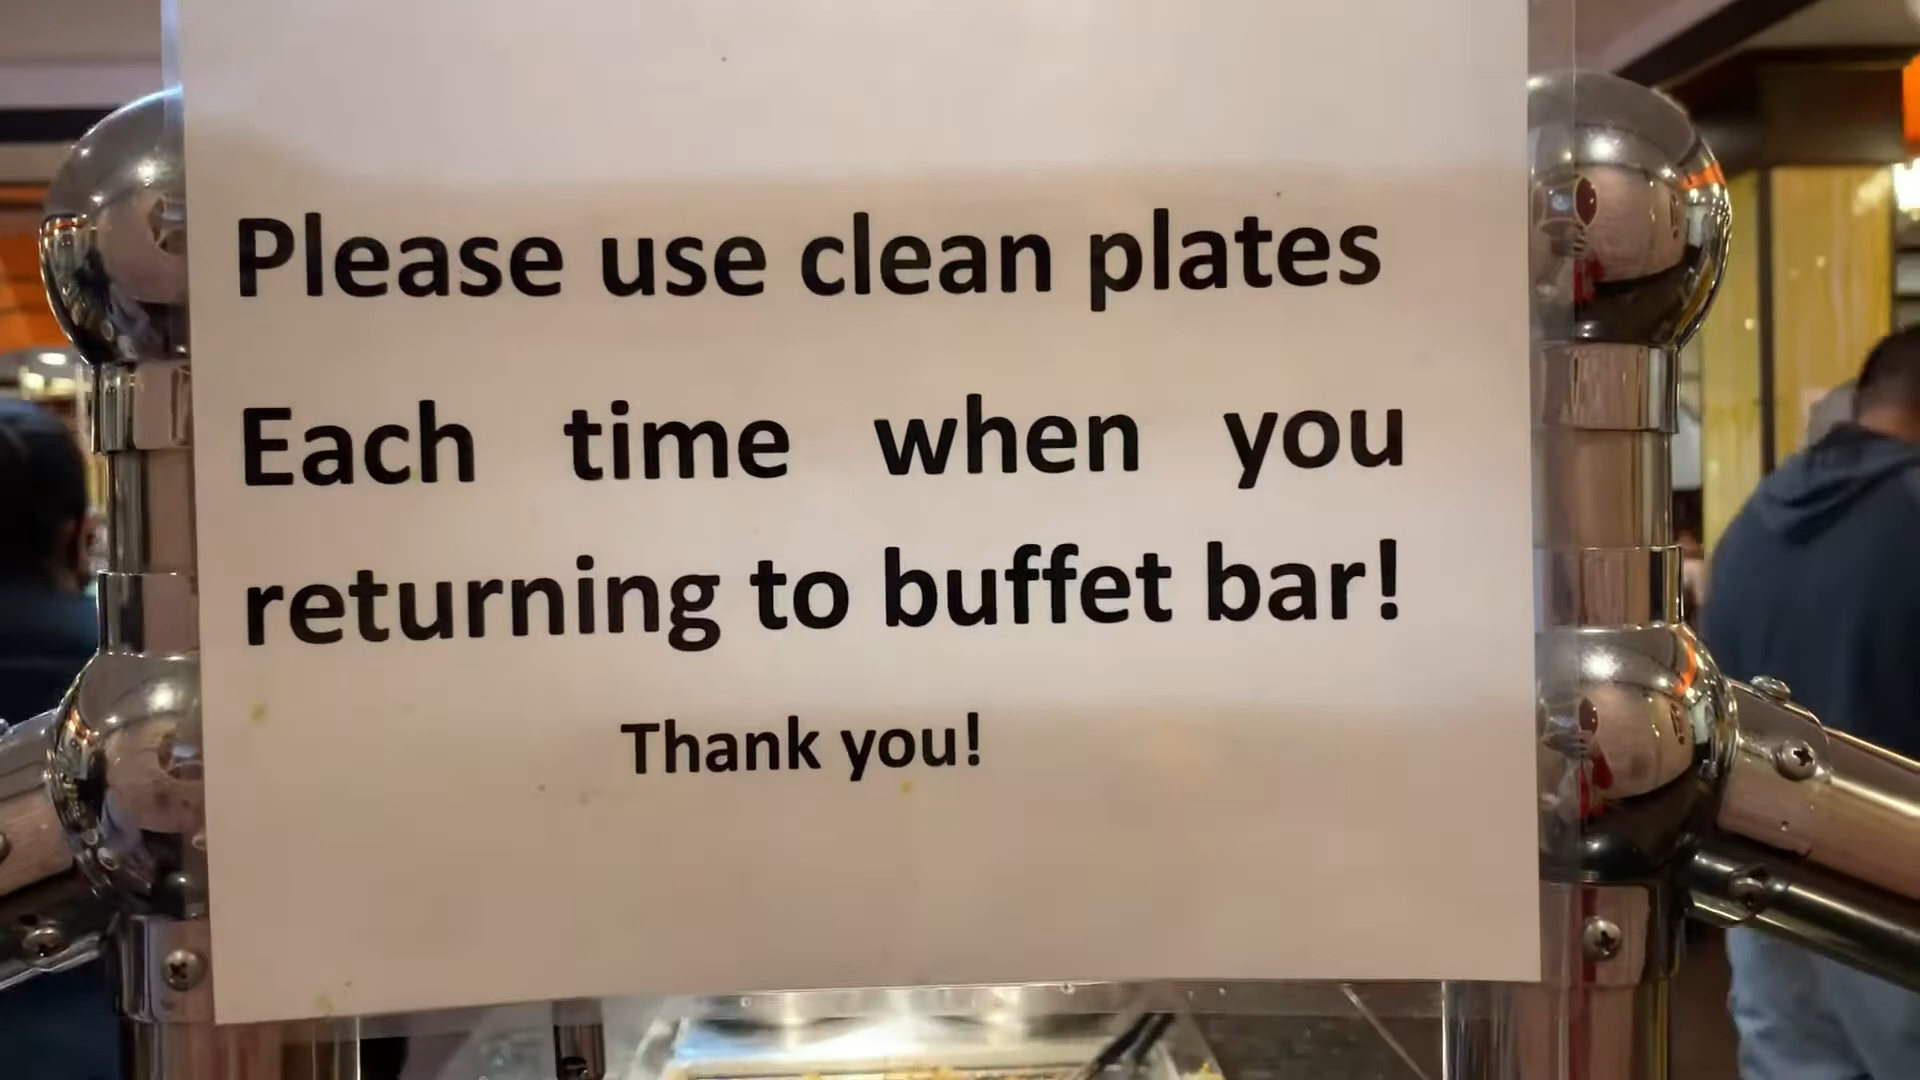 Please use clean plates
Each time when you
returning to buffet bar!
Thank you!